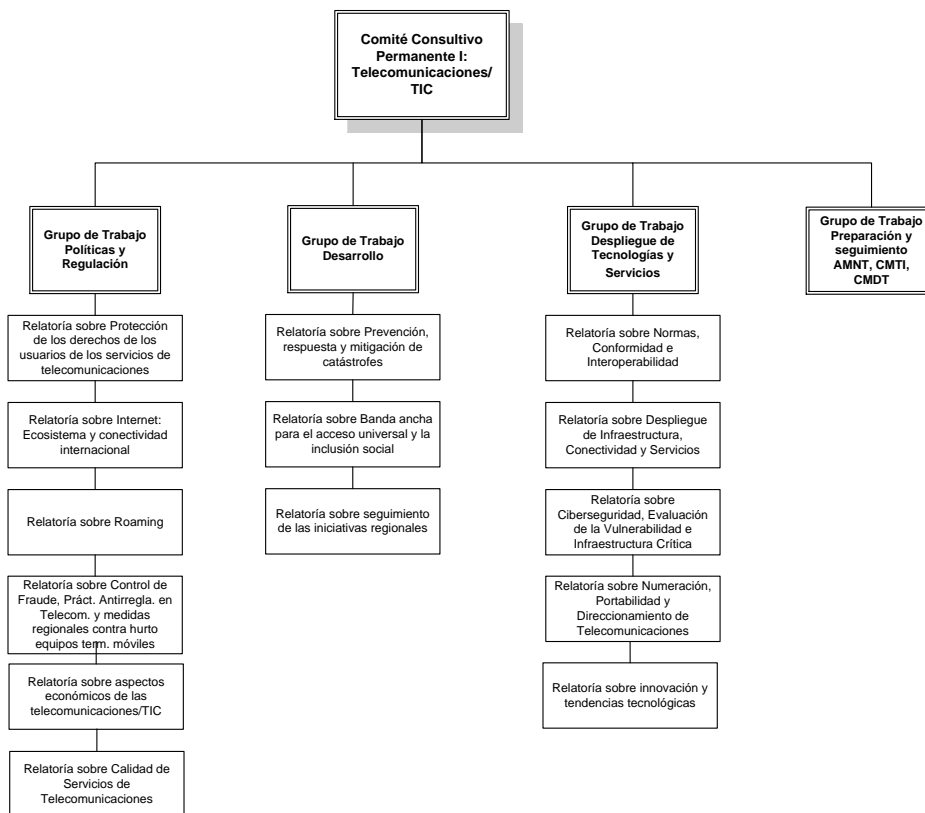 Comité Consultivo
Permanente I:
Telecomunicaciones/
TIC
Grupo de Trabajo
Políticas y
Regulación
Relatoría sobre Protección
de los derechos de los
usuarios de los servicios de
telecomunicaciones
Relatoría sobre Internet:
Ecosistema y conectividad
internacional
Relatoría sobre Roaming
Relatoría sobre Control de
Fraude, Práct. Antirregla. en
Telecom. y medidas
regionales contra hurto
equipos term. móviles
Relatoría sobre aspectos
económicos de las
telecomunicaciones/TIC
Relatoría sobre Calidad de
Servicios de
Telecomunicaciones
Grupo de Trabajo
Desarrollo
Relatoría sobre Prevención,
respuesta y mitigación de
catástrofes
Relatoría sobre Banda ancha
para el acceso universal y la
inclusión social
Relatoría sobre seguimiento
de las iniciativas regionales
Grupo de Trabajo
Despliegue de
Tecnologías y
Servicios
Relatoría sobre Normas,
Conformidad e
Interoperabilidad
Relatoría sobre Despliegue
de Infraestructura,
Conectividad y Servicios
Relatoría sobre
Ciberseguridad, Evaluación
de la Vulnerabilidad e
Infraestructura Crítica
Relatoría sobre Numeración,
Portabilidad y
Direccionamiento de
Telecomunicaciones
Relatoría sobre innovación y
tendencias tecnológicas
Grupo de Trabajo
Preparación y
seguimiento
AMNT, CMTI,
CMDT